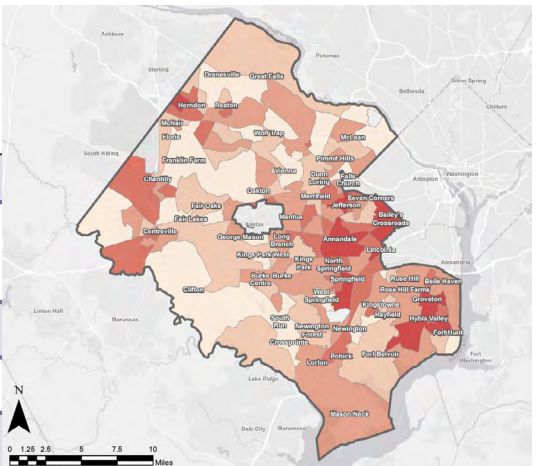 Ashburn
Potomac
Sterling
Dranesville
Great Falls
Silver Spring
Bethesda
Chillum
Herndon
Reston
McNair
Floris
Wolf Trap
McLean
South Riding
Franklin Farm
Pimmit Hills
Vienna
Dunn
Loring
Falls
Church
Arlington
Washington
Chantilly
Oakton
Merrifield
Seven Corners
Jefferson
Fair Oaks
Bailey's
Crossroads
Fair Lakes
Fairfax
Mantua
Centreville
George Mason
Long
Branch
Annandale
Lincolnia
Kings Park West
Kings
Park
North
Springfield
Alexandria
Burke
Centre
Burke
Springfield
Rose Hill
Belle Haven
Clifton
West
Springfield
Rose Hill Farms
Groveton
Linton Hall
Manassas
Kingstowne
Hayfield
Hybla Valley
South
Run
Newington
Forest
Newington
Fort Hunt
Crosspointe
Lorton
Pohick
Fort Belvoir
Fort
Washington
Lake Ridge
Mason Neck
Dale City
N
0 1.25 2.5 5 7.5 10
Miles